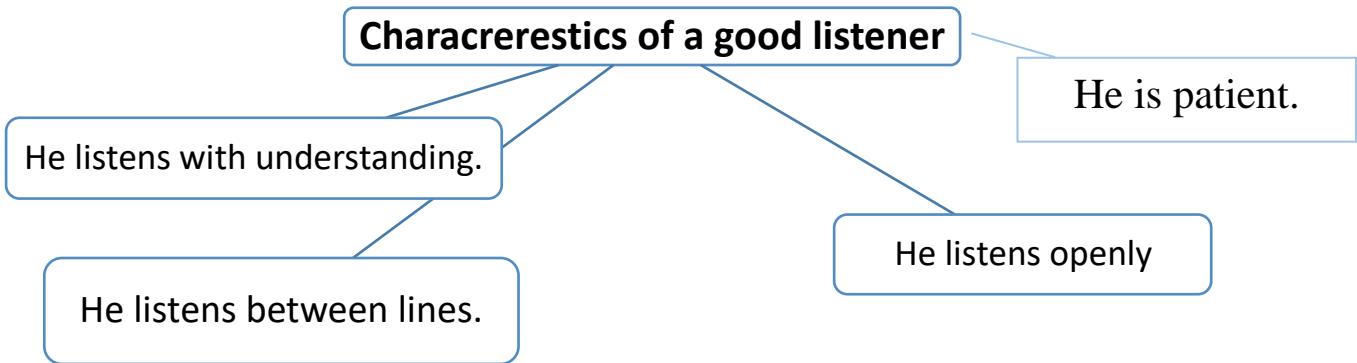 Characrerestics of a good listener
He is patient.
He listens with understanding.
He listens openly
He listens between lines.